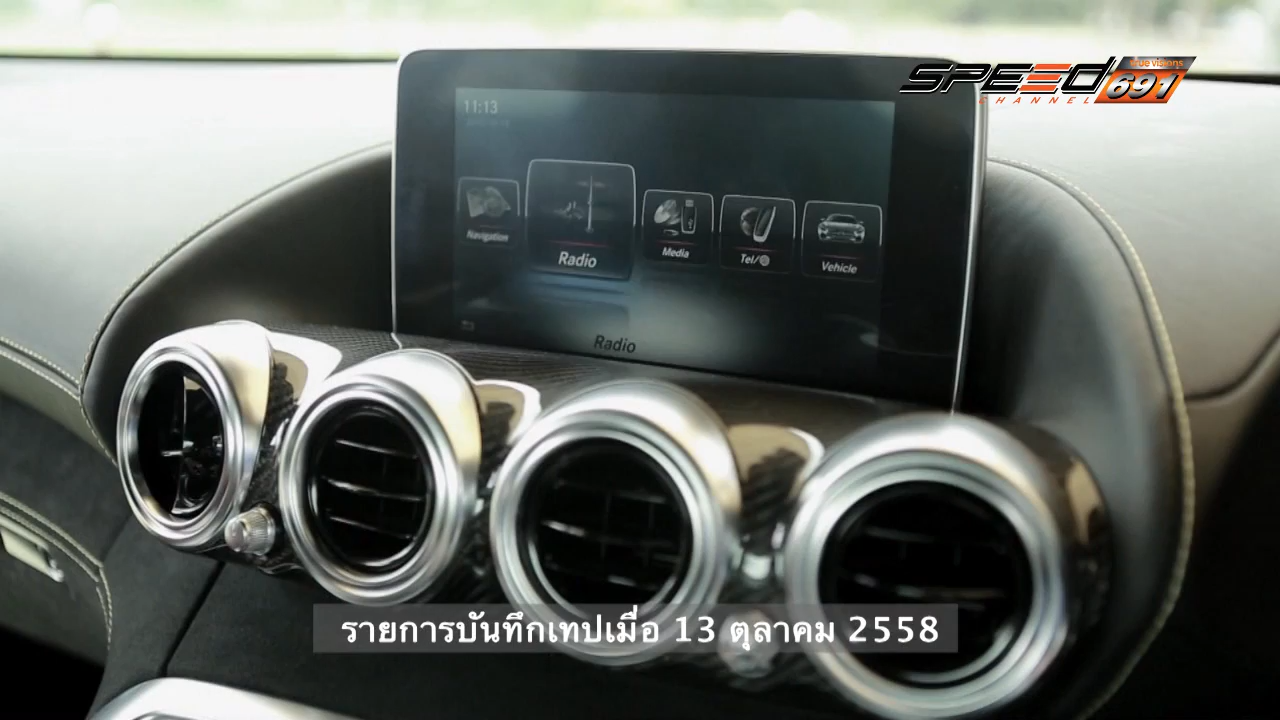 SPEED
true visions
CHANNEL
691
11:13
Navigation
Radio
Media
Tel/@
Vehicle
Radio
รายการบันทึกเทปเมื่อ 13 ตุลาคม 2558